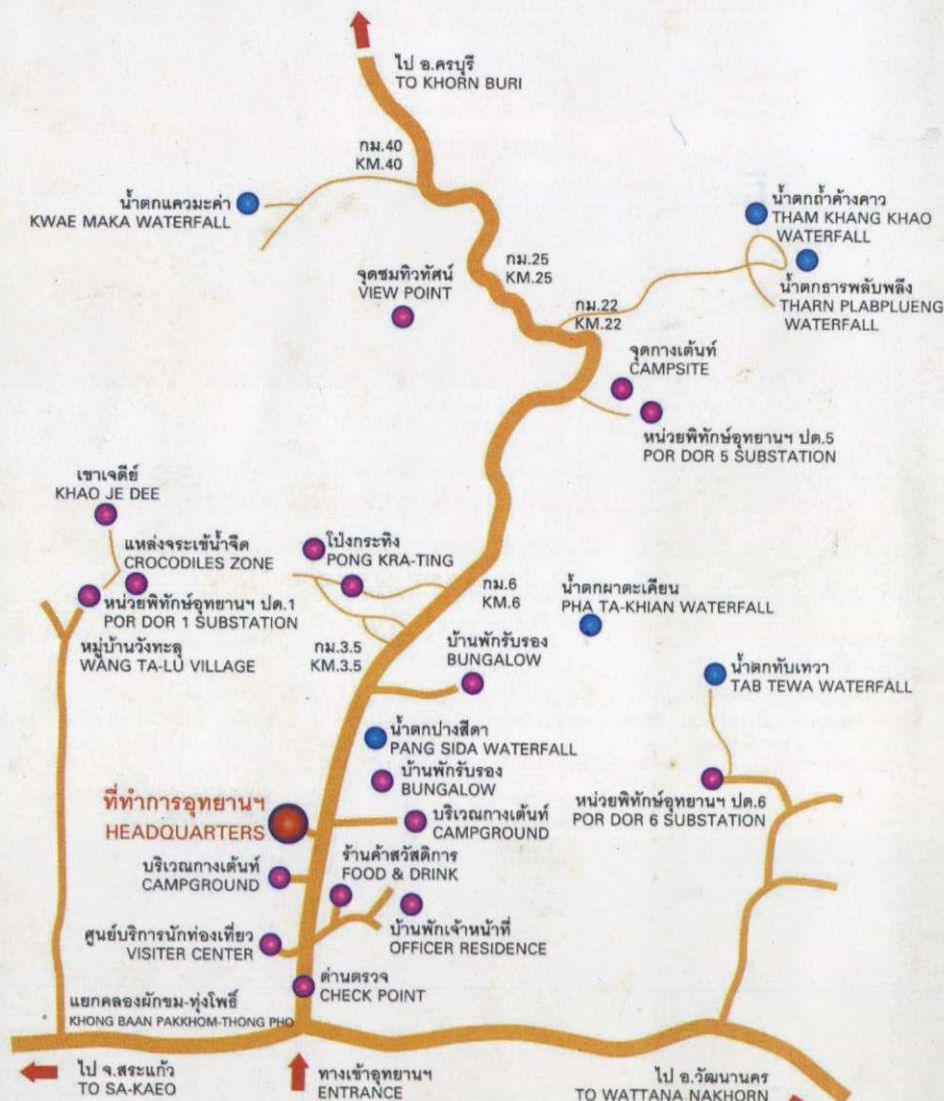 ไป อ.ครบุรี
TO KHORN BURI
กม.40
KM.40
น้ำตกแควมะค่า
KWAE MAKA WATERFALL
น้ำตกถ้ำค้างคาว
THAM KHANG KHAO
WATERFALL
กม.25
KM.25
จุดชมทิวทัศน์
VIEW POINT
น้ำตกธารพลับพลึง
THARN PLABPLUENG
WATERFALL
กม.22
KM.22
จุดกางเต้นท์
CAMPSITE
หน่วยพิทักษ์อุทยานฯ ปด.5
POR DOR 5 SUBSTATION
เขาเจดีย์
KHAO JE DEE
แหล่งจระเข้น้ำจืด
CROCODILES ZONE
โป่งกระทิง
PONG KRA-TING
กม.6
KM.6
น้ำตกผาตะเคียน
PHA TA-KHIAN WATERFALL
หน่วยพิทักษ์อุทยานฯ ปด.1
POR DOR 1 SUBSTATION
หมู่บ้านวังทะลุ
WANG TA-LU VILLAGE
กม.3.5
KM.3.5
บ้านพักรับรอง
BUNGALOW
น้ำตกทับเทวา
TAB TEWA WATERFALL
น้ำตกปางสีดา
PANG SIDA WATERFALL
บ้านพักรับรอง
BUNGALOW
ที่ทำการอุทยานฯ
HEADQUARTERS
บริเวณกางเต้นท์
CAMPGROUND
หน่วยพิทักษ์อุทยานฯ ปด.6
POR DOR 6 SUBSTATION
บริเวณกางเต้นท์
CAMPGROUND
ร้านค้าสวัสดิการ
FOOD & DRINK
ศูนย์บริการนักท่องเที่ยว
VISITER CENTER
บ้านพักเจ้าหน้าที่
OFFICER RESIDENCE
ด่านตรวจ
CHECK POINT
แยกคลองผักขม-ทุ่งโพธิ์
KHONG BAAN PAKKHOM-THONG PHO
ไป จ.สระแก้ว
TO SA-KAEO
ทางเข้าอุทยานฯ
ENTRANCE
ไป อ.วัฒนานคร
TO WATTANA NAKHORN